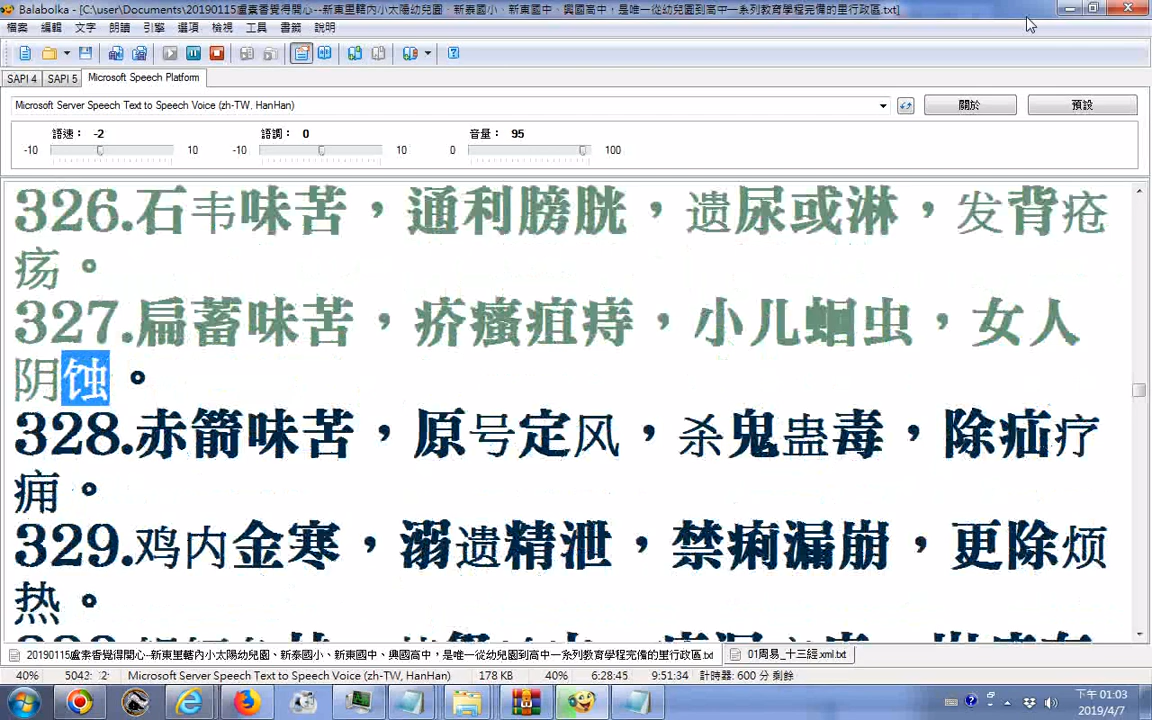 Balabolka - [C:\user\Documents\20190115盧素香覺得開心--新東里轄內小太陽幼兒園、新泰國小、新東國中、興國高中，是唯一從幼兒園到高中一系列教育學程完備的里行政區.txt]
檔案 編輯 文字 朗讀 引擎 檢視 工具 書籤 說明
SAPI 4 SAPI 5 Microsoft Speech Platform
Microsoft Server Speech Text to Speech Voice (zh-TW, HanHan) 關於 預設
語速： -2 語調： 0 音量： 95
-10 10 -10 10 0 100
326.石韦味苦，通利膀胱，遗尿或淋，发背疮
疡。
327.扁蓄味苦，疥瘙疽痔，小儿蛔虫，女人
阴蚀。
328.赤箭味苦，原号定风，杀鬼蛊毒，除疝疗
痈。
329.鸡内金寒，溺遗精泄，禁痢漏崩，更除烦
热。
20190115盧素香覺得開心--新東里轄內小太陽幼兒園、新泰國小、新東國中、興國高中，是唯一從幼兒園到高中一系列教育學程完備的里行政區.txt 01周易_十三經.xml.txt
40% 5042: 2: Microsoft Server Speech Text to Speech Voice (zh-TW, HanHan) 178 KB 40% 6:28:45 9:51:34 計時器: 600 分 剩餘
下午 01:03
2019/4/7